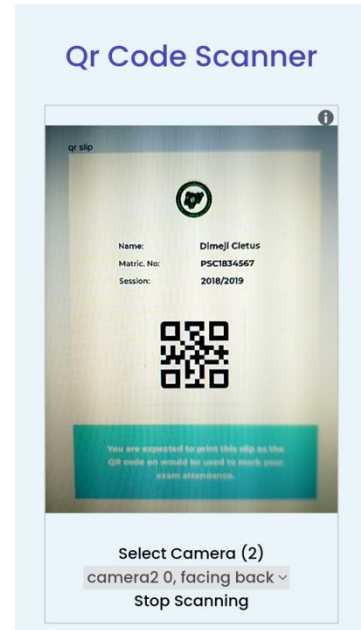 Qr Code Scanner
qr slip
Name: Dimeji Cletus
Matric. No: PSC1834567
Session: 2018/2019
You are expected to print this slip as the
QR code on would be used to mark your
exam attendance.
Select Camera (2)
camera2 0, facing back
Stop Scanning